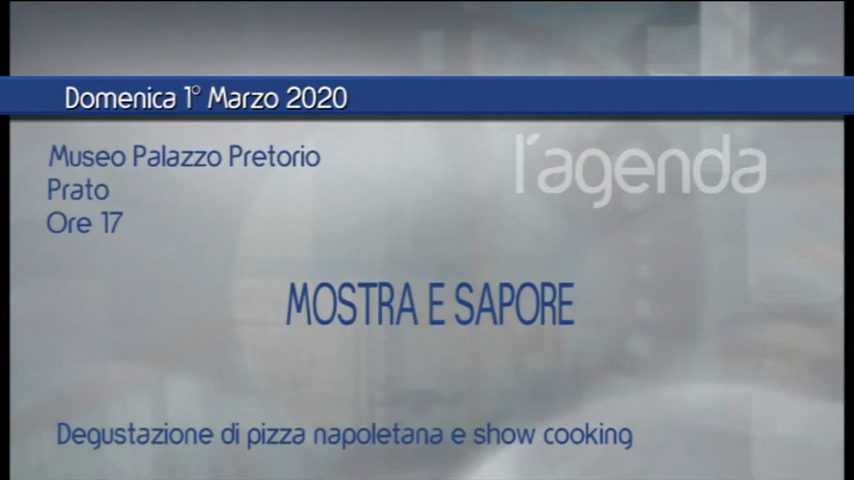 Domenica 1° Marzo 2020
Museo Palazzo Pretorio
Prato
Ore 17
l'agenda
MOSTRA E SAPORE
Degustazione di pizza napoletana e show cooking